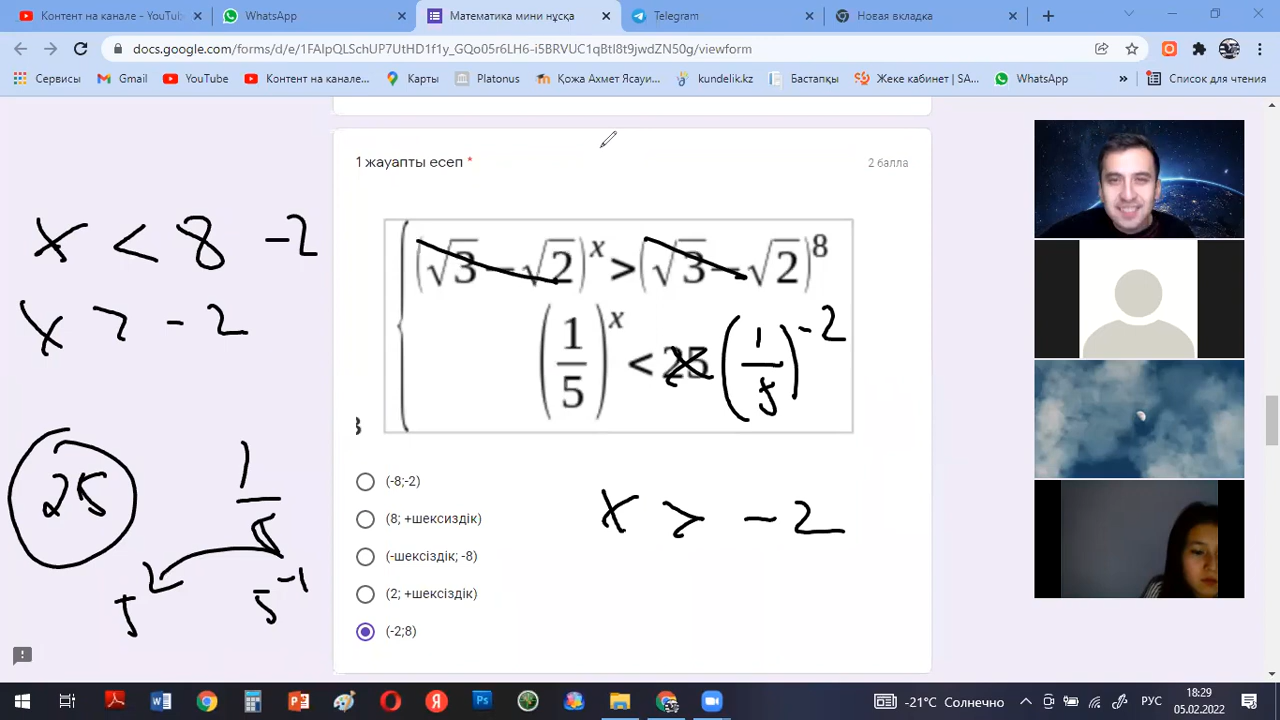 Контент на канале - YouTub
WhatsApp
Математика мини нұсқа
Telegram
Новая вкладка
docs.google.com/forms/d/e/1FAIpQLSchUP7UtHD1f1y_GQo05r6LH6-i5BRVUC1qBtl8t9jwdZN50g/viewform
Сервисы
Gmail
YouTube
Контент на канале...
Карты
Platonus
Қожа Ахмет Ясауи...
kundelik.kz
Бастапқы
Жеке кабинет | SA...
WhatsApp
»
Список для чтения
1 жауапты есеп *
2 балла
x < 8 -2
x > -2
(√3 - √2)^x > (√3 - √2)^8
(1/5)^x < 25 (1/5)^-2
25
1/5
5^2
5^-1
x > -2
(-8;-2)
(8; +шексиздік)
(-шексіздік; -8)
(2; +шексіздік)
(-2;8)
-21°C Солнечно
РУС
18:29
05.02.2022